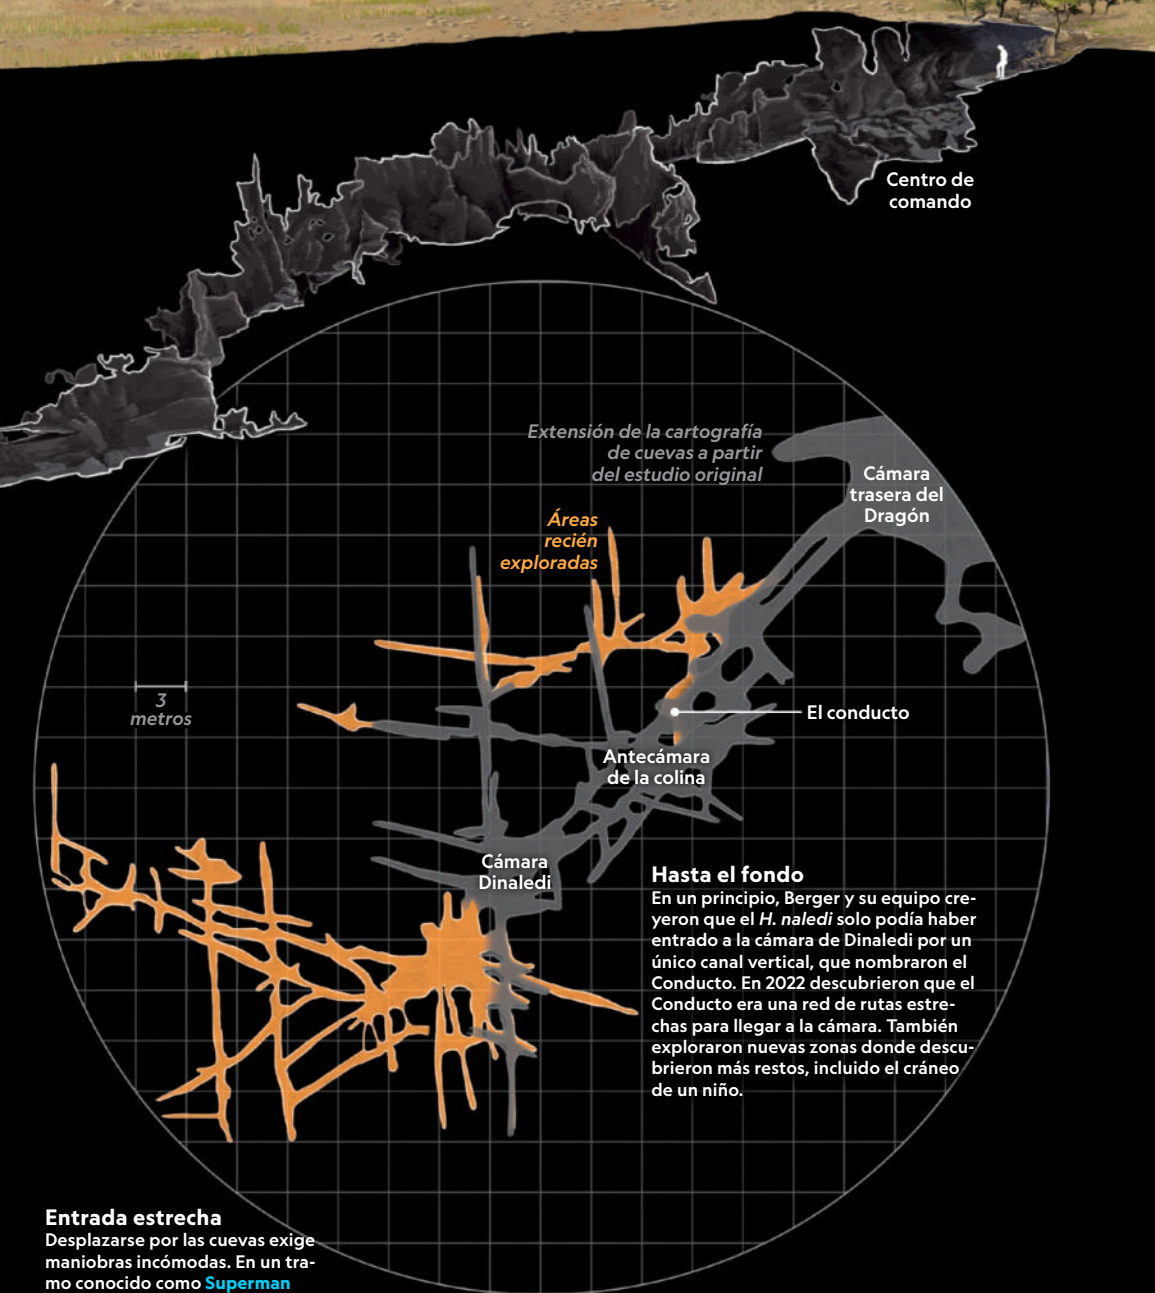 Centro de
comando
Extensión de la cartografía
de cuevas a partir
del estudio original
Cámara
trasera del
Dragón
Áreas
recién
exploradas
3
metros
El conducto
Antecámara
de la colina
Cámara
Dinaledi
Hasta el fondo
En un principio, Berger y su equipo cre-
yeron que el H. naledi solo podía haber
entrado a la cámara de Dinaledi por un
único canal vertical, que nombraron el
Conducto. En 2022 descubrieron que el
Conducto era una red de rutas estre-
chas para llegar a la cámara. También
exploraron nuevas zonas donde descu-
brieron más restos, incluido el cráneo
de un niño.
Entrada estrecha
Desplazarse por las cuevas exige
maniobras incómodas. En un tra-
mo conocido como Superman